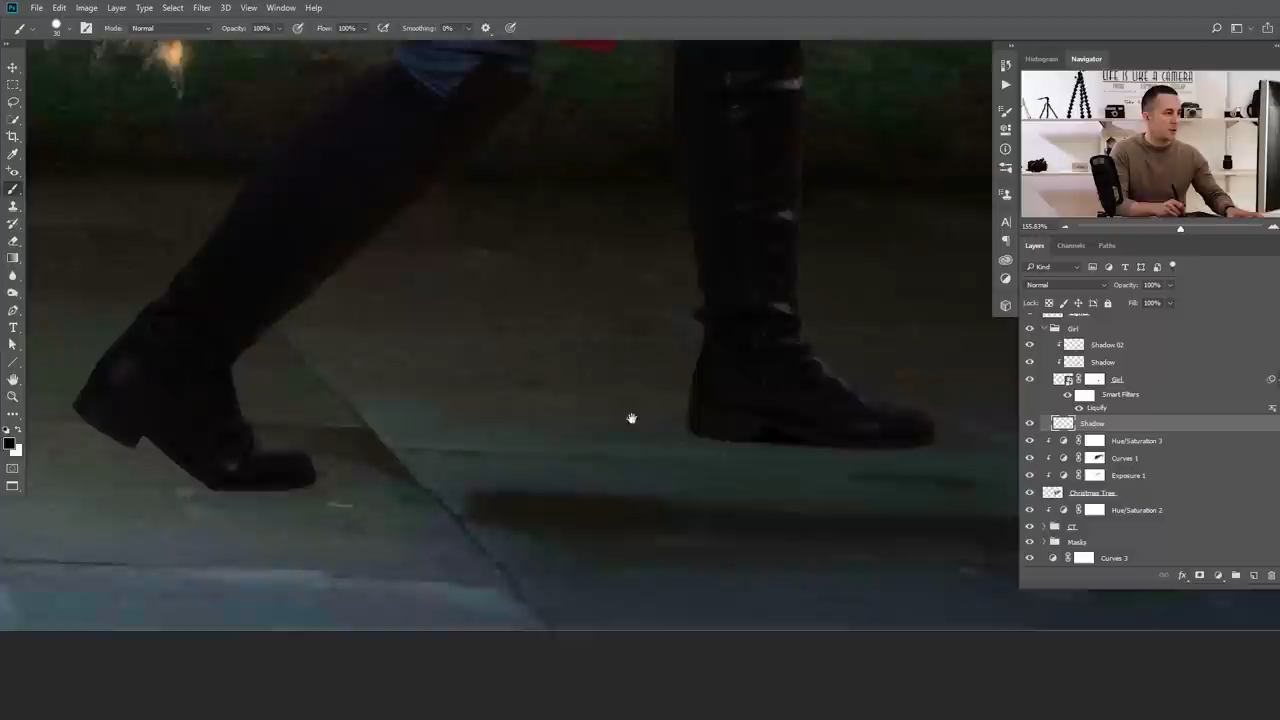 Ps File Edit Image Layer Type Select Filter 3D View Window Help
30 Mode: Normal Opacity: 100% Flow: 100% Smoothing: 0%
Histogram Navigator
LIFE IS LIKE A CAMERA
155.83%
Layers Channels Paths
Kind T
Normal Opacity: 100%
Lock: Fill: 100%
Girl
Shadow 02
Shadow
Girl
Smart Filters
Liquify
Shadow
Hue/Saturation 3
Curves 1
Exposure 1
Christmas Tree
Hue/Saturation 2
CT
Masks
Curves 3
fx